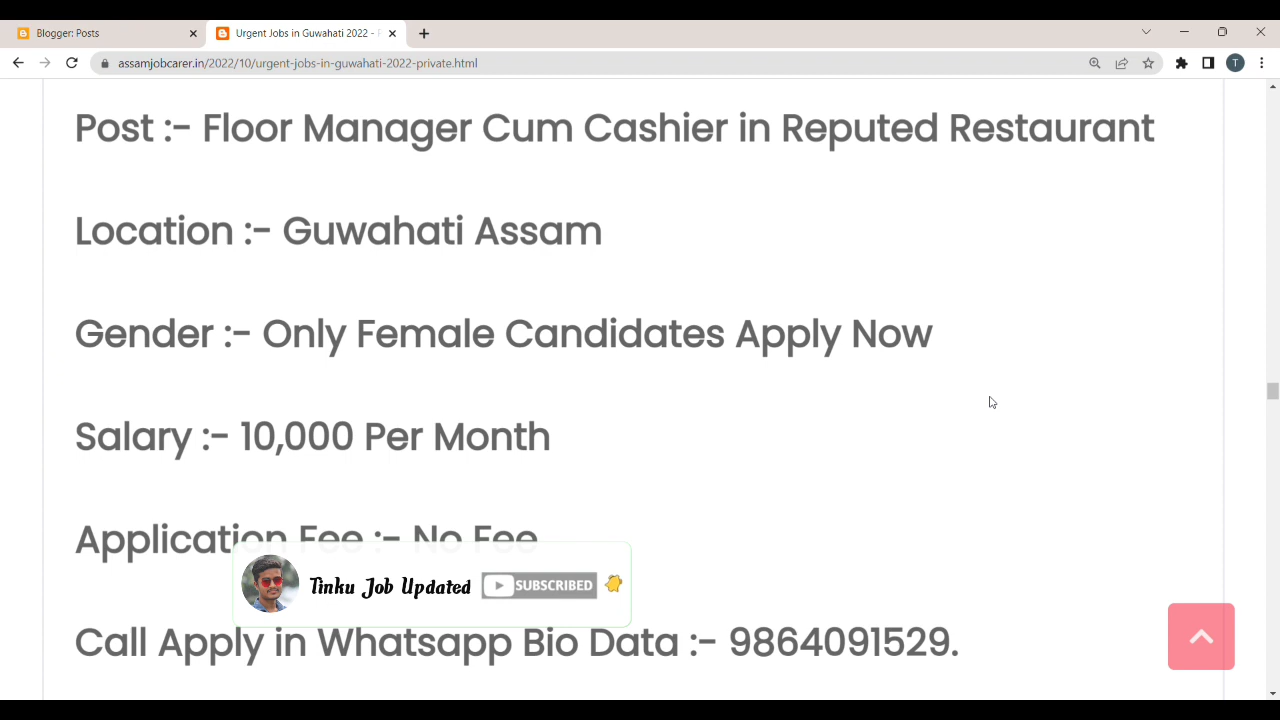 Blogger: Posts
Urgent Jobs in Guwahati 2022 -
assamjobcarer.in/2022/10/urgent-jobs-in-guwahati-2022-private.html
T
Post :- Floor Manager Cum Cashier in Reputed Restaurant
Location :- Guwahati Assam
Gender :- Only Female Candidates Apply Now
Salary :- 10,000 Per Month
Application Fee :- No Fee
Tinku Job Updated SUBSCRIBED
Call Apply in Whatsapp Bio Data :- 9864091529.